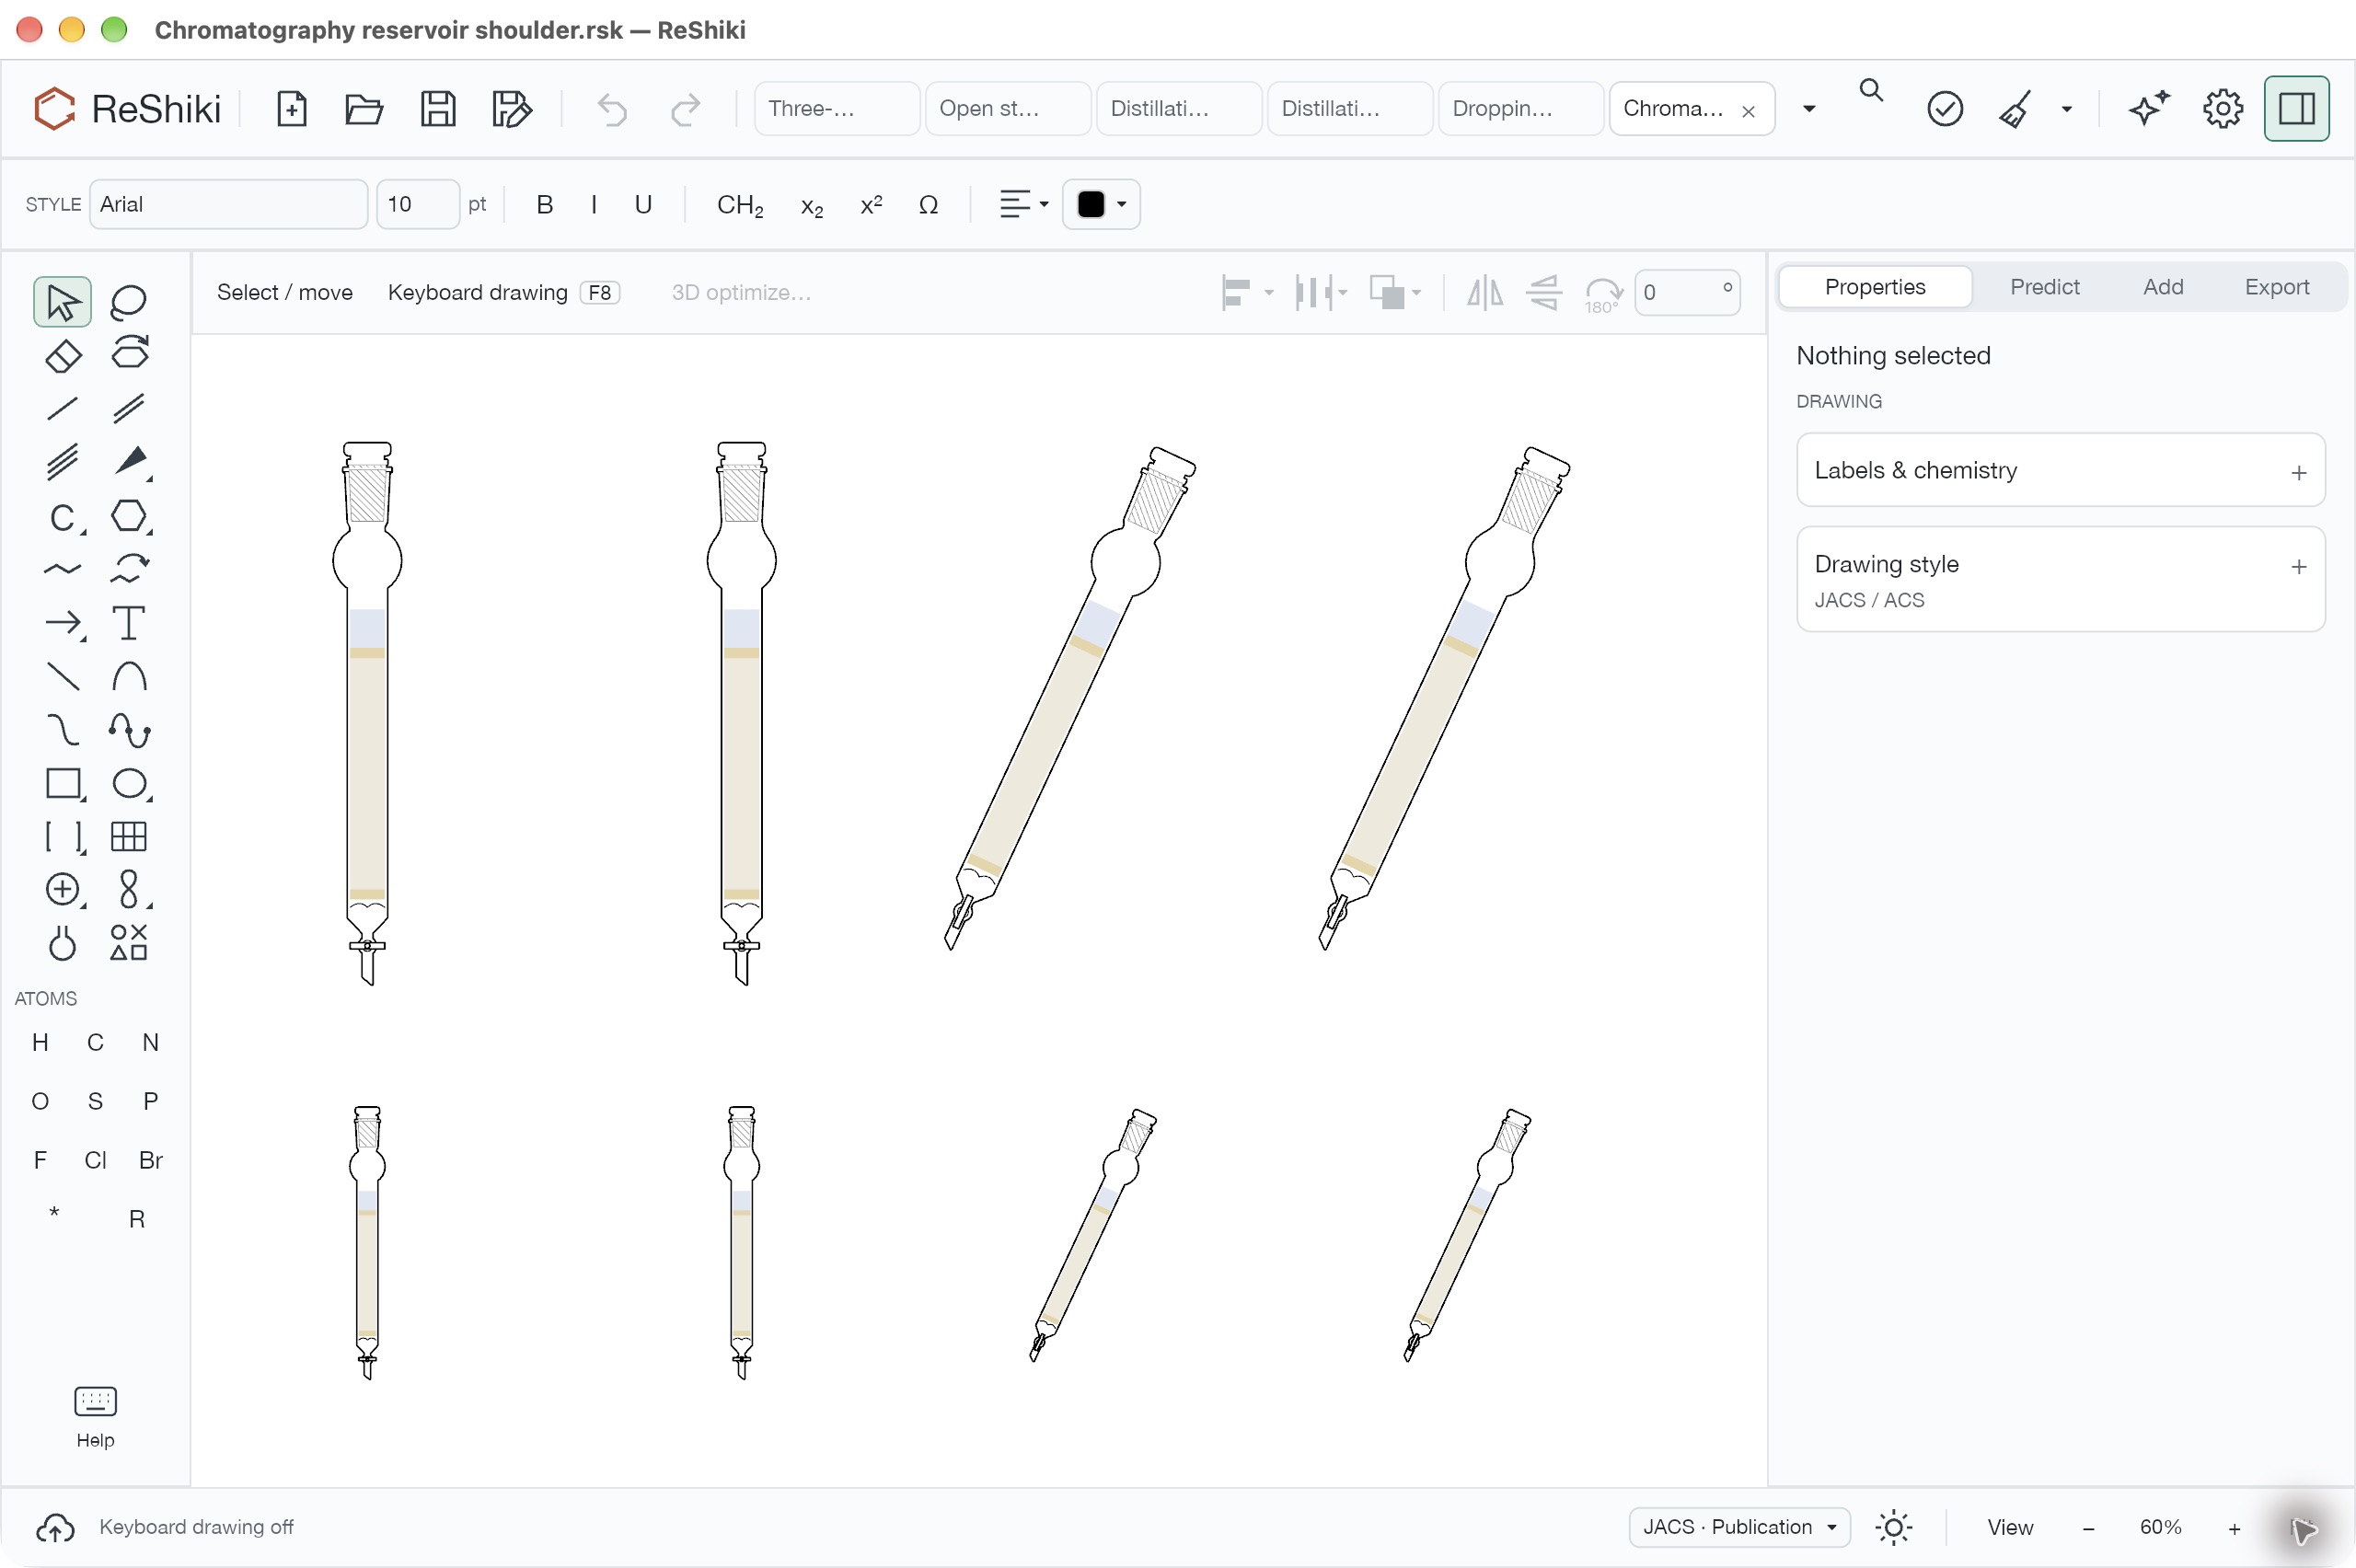 Chromatography reservoir shoulder.rsk — ReShiki
ReShiki
Three-...
Open st...
Distillati...
Distillati...
Droppin...
Chroma...
STYLE Arial 10 pt B I U CH₂ x₂ x² Ω
Select / move Keyboard drawing F8 3D optimize... 180° 0 °
Properties Predict Add Export
Nothing selected
DRAWING
Labels & chemistry +
Drawing style +
JACS / ACS
C
T
ATOMS
H C N
O S P
F Cl Br
* R
Help
Keyboard drawing off
JACS · Publication View – 60% +